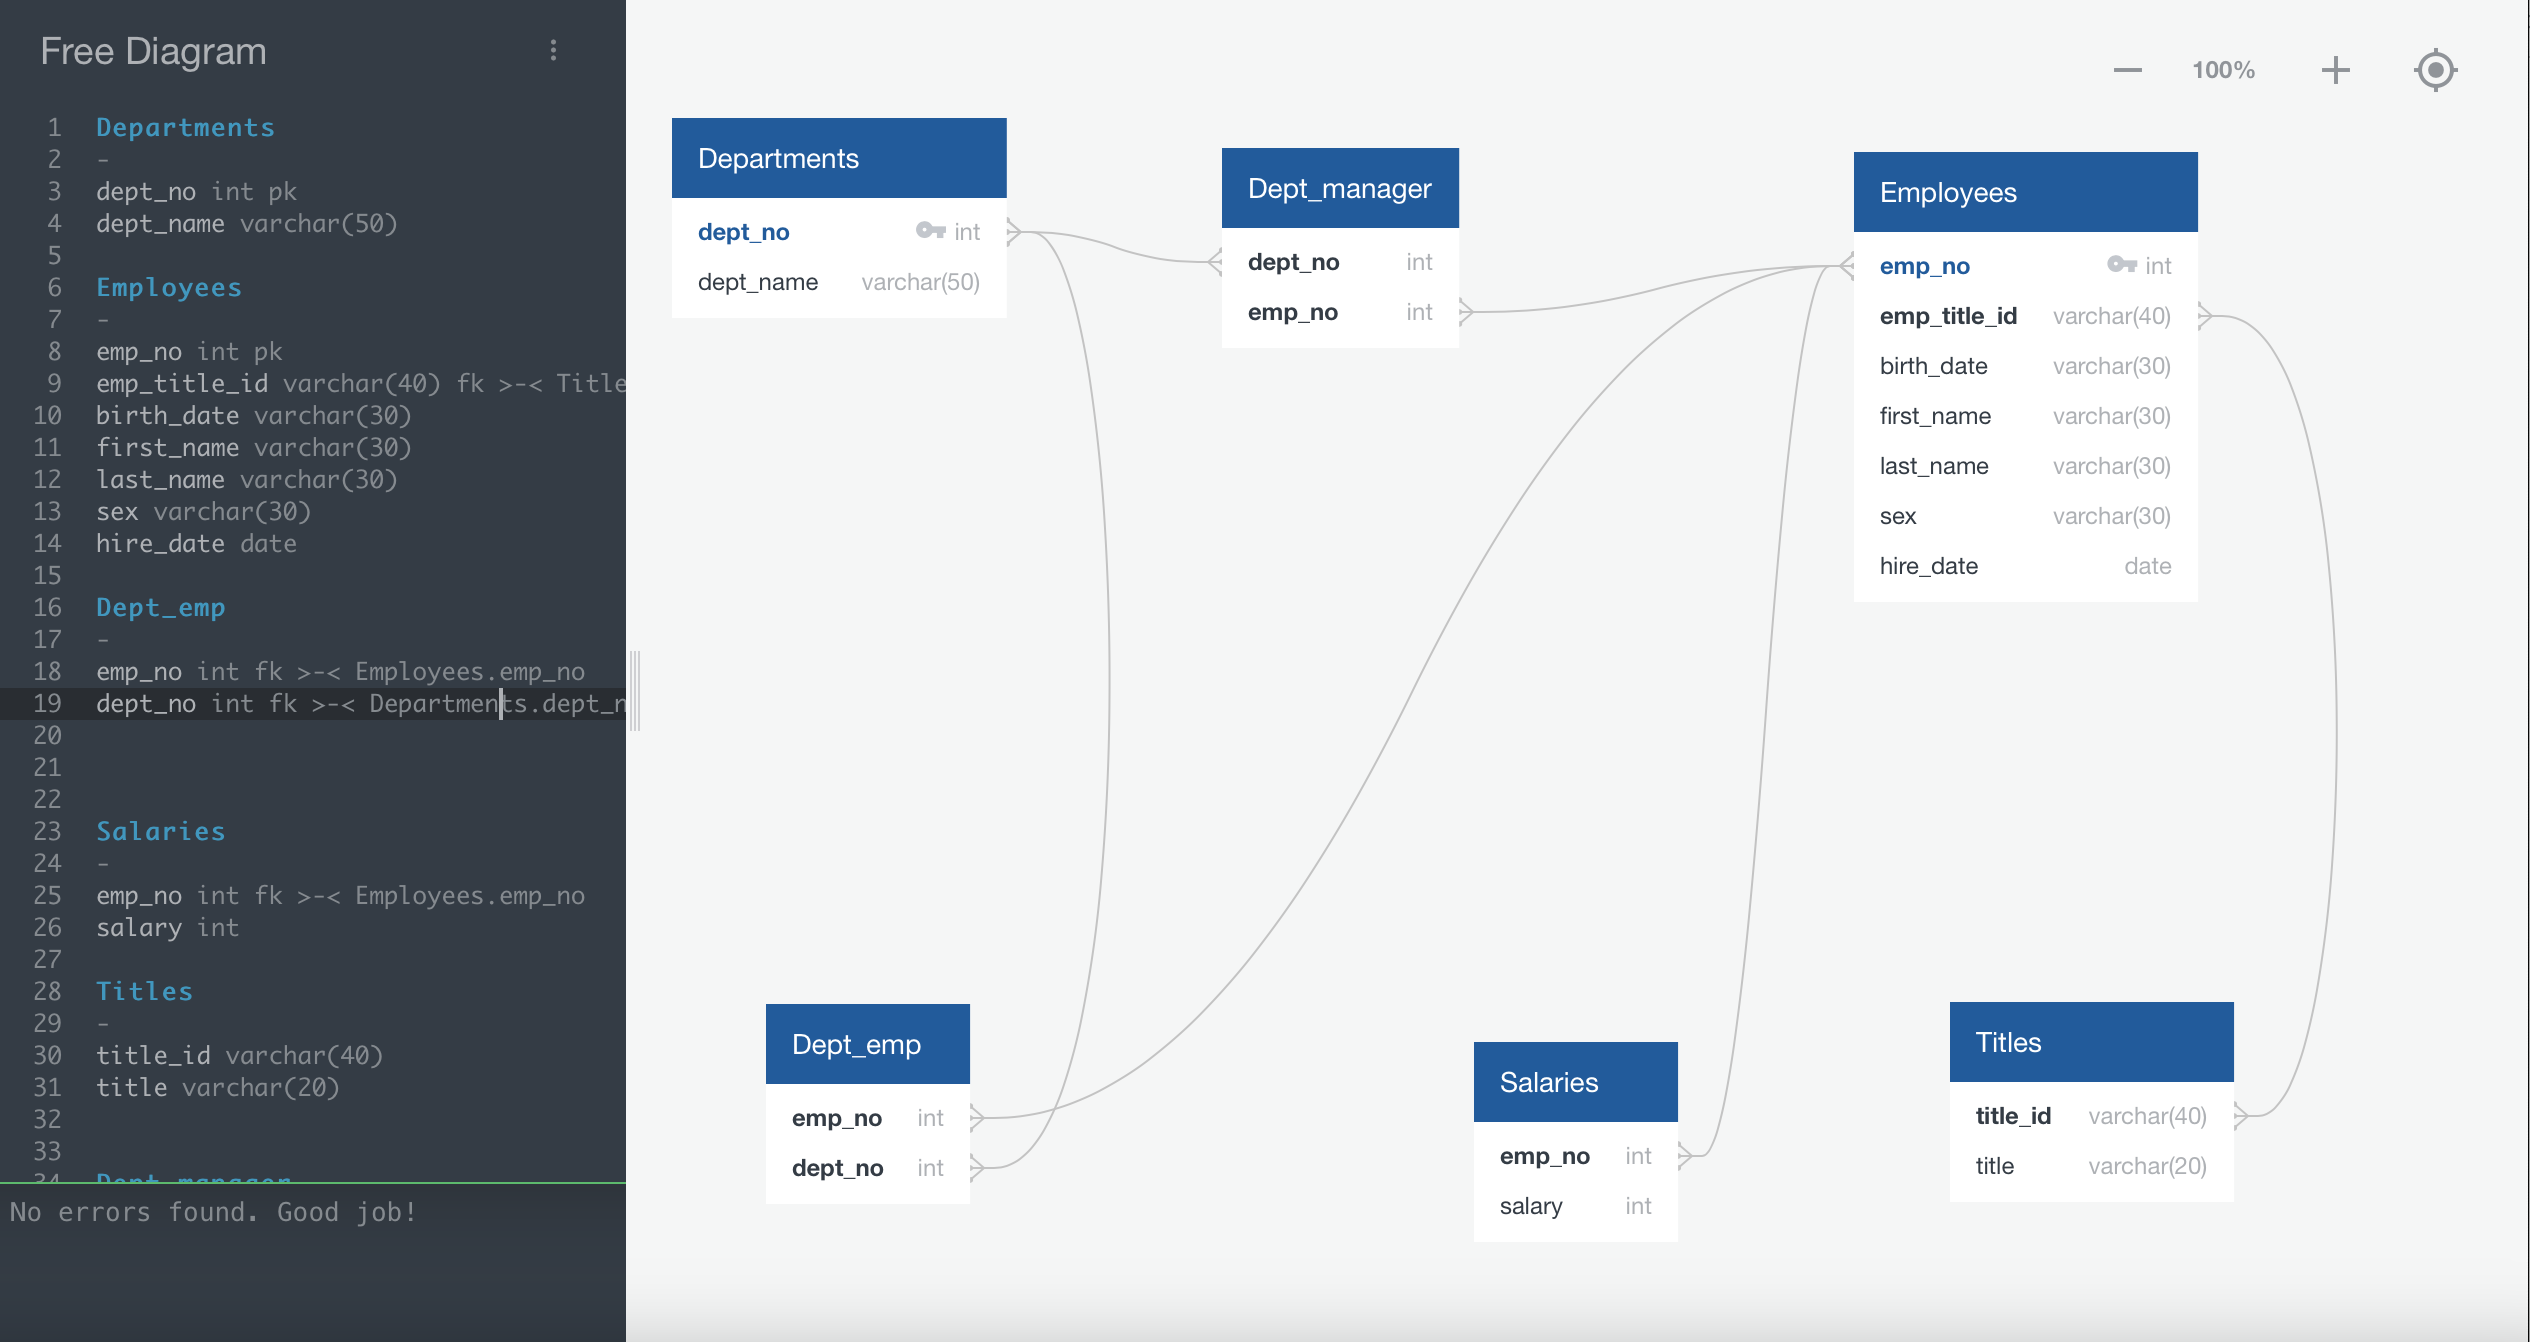 Free Diagram
1 Departments
2 -
3 dept_no int pk
4 dept_name varchar(50)
5
6 Employees
7 -
8 emp_no int pk
9 emp_title_id varchar(40) fk >-< Title
10 birth_date varchar(30)
11 first_name varchar(30)
12 last_name varchar(30)
13 sex varchar(30)
14 hire_date date
15
16 Dept_emp
17 -
18 emp_no int fk >-< Employees.emp_no
19 dept_no int fk >-< Departments.dept_n
20
21
22
23 Salaries
24 -
25 emp_no int fk >-< Employees.emp_no
26 salary int
27
28 Titles
29 -
30 title_id varchar(40)
31 title varchar(20)
32
33
34 Dept_manager
No errors found. Good job!
100%
Departments
dept_no int
dept_name varchar(50)
Dept_manager
dept_no int
emp_no int
Employees
emp_no int
emp_title_id varchar(40)
birth_date varchar(30)
first_name varchar(30)
last_name varchar(30)
sex varchar(30)
hire_date date
Dept_emp
emp_no int
dept_no int
Salaries
emp_no int
salary int
Titles
title_id varchar(40)
title varchar(20)